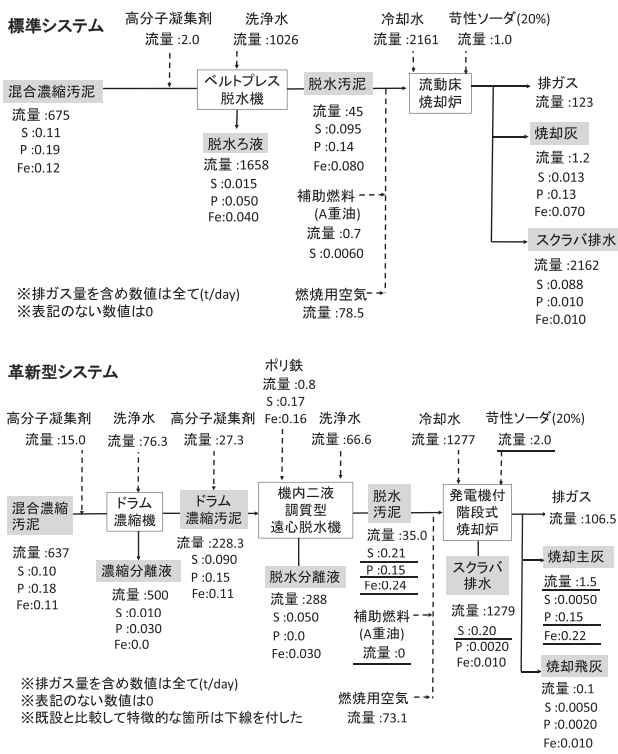 標準システム
高分子凝集剤
流量:2.0
洗浄水
流量:1026
冷却水
流量:2161
苛性ソーダ(20%)
流量:1.0
混合濃縮汚泥
流量:675
S:0.11
P:0.19
Fe:0.12
ベルトプレス
脱水機
脱水ろ液
流量:1658
S:0.015
P:0.050
Fe:0.040
脱水汚泥
流量:45
S:0.095
P:0.14
Fe:0.080
補助燃料
(A重油)
流量:0.7
S:0.0060
燃焼用空気
流量:78.5
流動床
焼却炉
排ガス
流量:123
焼却灰
流量:1.2
S:0.013
P:0.13
Fe:0.070
スクラバ排水
流量:2162
S:0.088
P:0.010
Fe:0.010
※排ガス量を含め数値は全て(t/day)
※表記のない数値は0
革新型システム
高分子凝集剤
流量:15.0
洗浄水
流量:76.3
高分子凝集剤
流量:27.3
ポリ鉄
流量:0.8
S:0.17
Fe:0.16
洗浄水
流量:66.6
冷却水
流量:1277
苛性ソーダ(20%)
流量:2.0
混合濃縮
汚泥
流量:637
S:0.10
P:0.18
Fe:0.11
ドラム
濃縮機
濃縮分離液
流量:500
S:0.010
P:0.030
Fe:0.0
ドラム
濃縮汚泥
流量:228.3
S:0.090
P:0.15
Fe:0.11
機内二液
調質型
遠心脱水機
脱水分離液
流量:288
S:0.050
P:0.0
Fe:0.030
脱水
汚泥
流量:35.0
S:0.21
P:0.15
Fe:0.24
補助燃料
(A重油)
流量:0
燃焼用空気
流量:73.1
発電機付
階段式
焼却炉
スクラバ
排水
流量:1279
S:0.20
P:0.0020
Fe:0.010
排ガス
流量:106.5
焼却主灰
流量:1.5
S:0.0050
P:0.15
Fe:0.22
焼却飛灰
流量:0.1
S:0.0050
P:0.0020
Fe:0.010
※排ガス量を含め数値は全て(t/day)
※表記のない数値は0
※既設と比較して特徴的な箇所は下線を付した